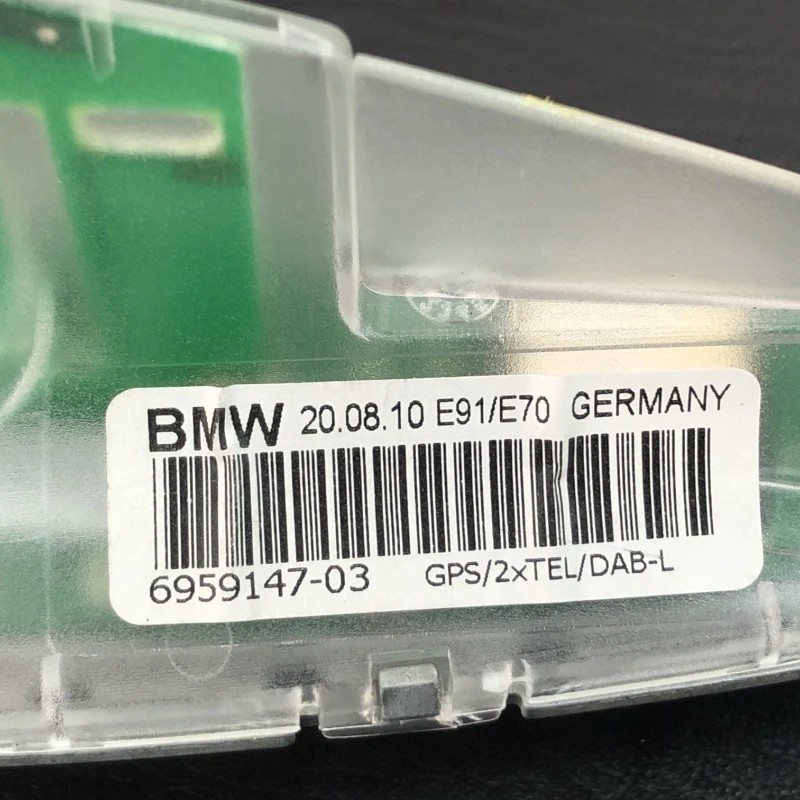 BMW 20.08.10 E91/E70 GERMANY
6959147-03 GPS/2xTEL/DAB-L